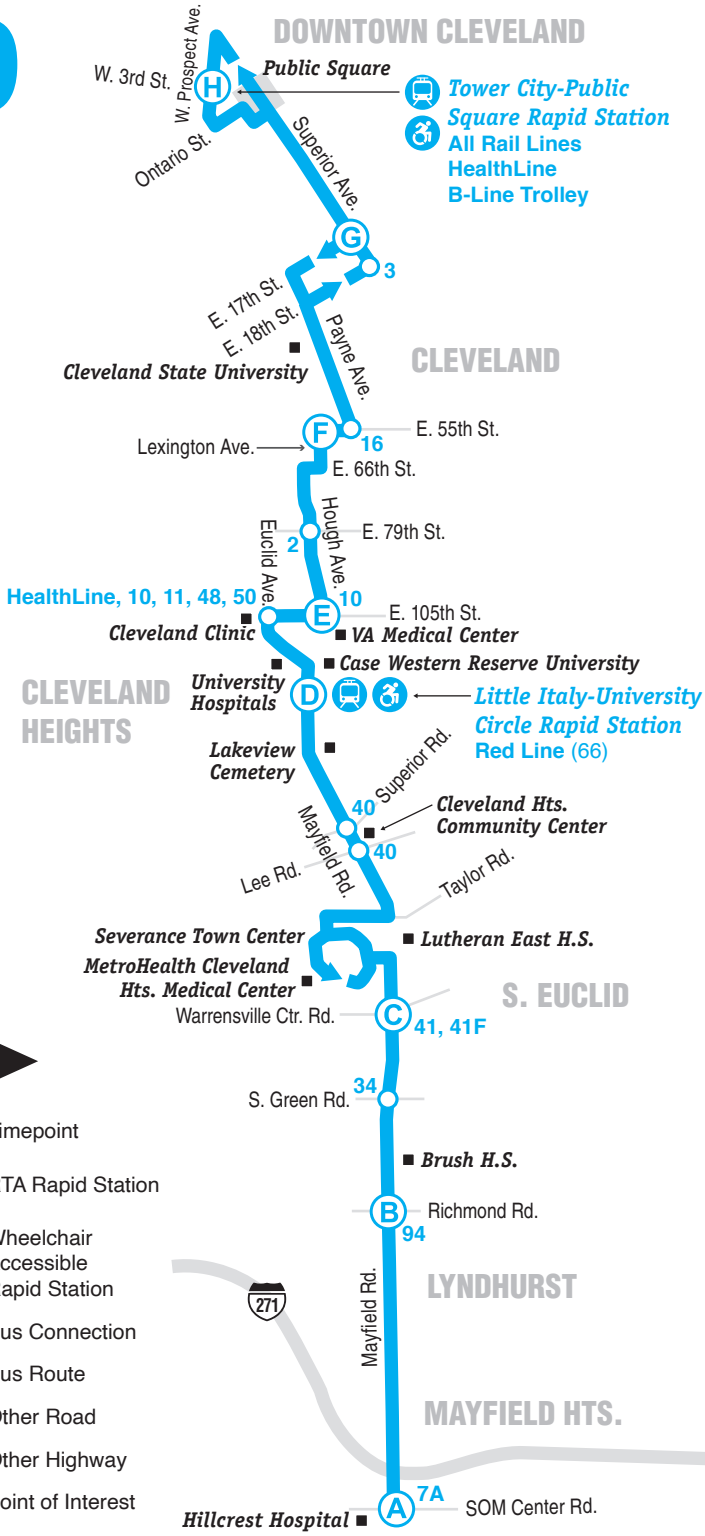 DOWNTOWN CLEVELAND
W. Prospect Ave.
W. 3rd St.
Public Square
H
Tower City-Public
Square Rapid Station
All Rail Lines
HealthLine
B-Line Trolley
Ontario St.
Superior Ave.
G
3
E. 17th St.
E. 18th St.
Payne Ave.
Cleveland State University
CLEVELAND
F
16
E. 55th St.
Lexington Ave.
E. 66th St.
Hough Ave.
2
E. 79th St.
Euclid Ave.
HealthLine, 10, 11, 48, 50
10
E
E. 105th St.
Cleveland Clinic
VA Medical Center
University
Hospitals
Case Western Reserve University
CLEVELAND
HEIGHTS
D
Little Italy-University
Circle Rapid Station
Red Line (66)
Lakeview
Cemetery
Superior Rd.
40
Cleveland Hts.
Community Center
Mayfield Rd.
40
Lee Rd.
Taylor Rd.
Severance Town Center
Lutheran East H.S.
MetroHealth Cleveland
Hts. Medical Center
S. EUCLID
Warrensville Ctr. Rd.
C
41, 41F
34
S. Green Rd.
imepoint
Brush H.S.
TA Rapid Station
B
Richmond Rd.
94
Wheelchair
ccessible
apid Station
LYNDHURST
271
Mayfield Rd.
us Connection
us Route
Other Road
MAYFIELD HTS.
Other Highway
oint of Interest
A
7A
SOM Center Rd.
Hillcrest Hospital